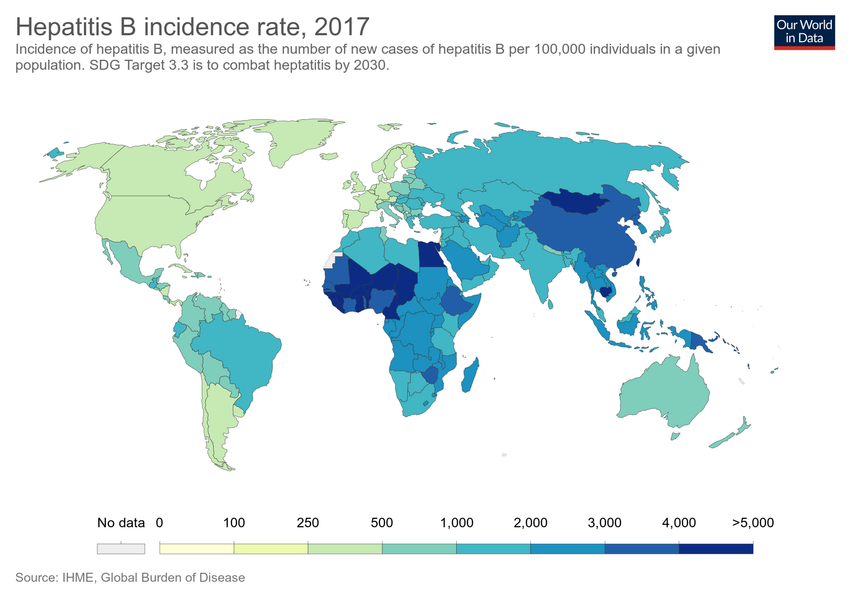 Hepatitis B incidence rate, 2017
Our World
in Data
Incidence of hepatitis B, measured as the number of new cases of hepatitis B per 100,000 individuals in a given
population. SDG Target 3.3 is to combat heptatitis by 2030.
No data 0 100 250 500 1,000 2,000 3,000 4,000 >5,000
Source: IHME, Global Burden of Disease